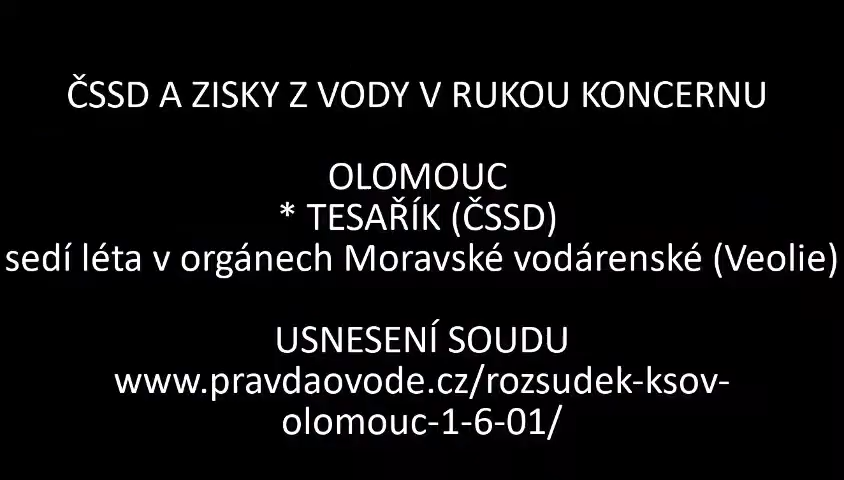 ČSSD A ZISKY Z VODY V RUKOU KONCERNU
OLOMOUC
* TESAŘÍK (ČSSD)
sedí léta v orgánech Moravské vodárenské (Veolie)
USNESENÍ SOUDU
www.pravdaovode.cz/rozsudek-ksov-
olomouc-1-6-01/